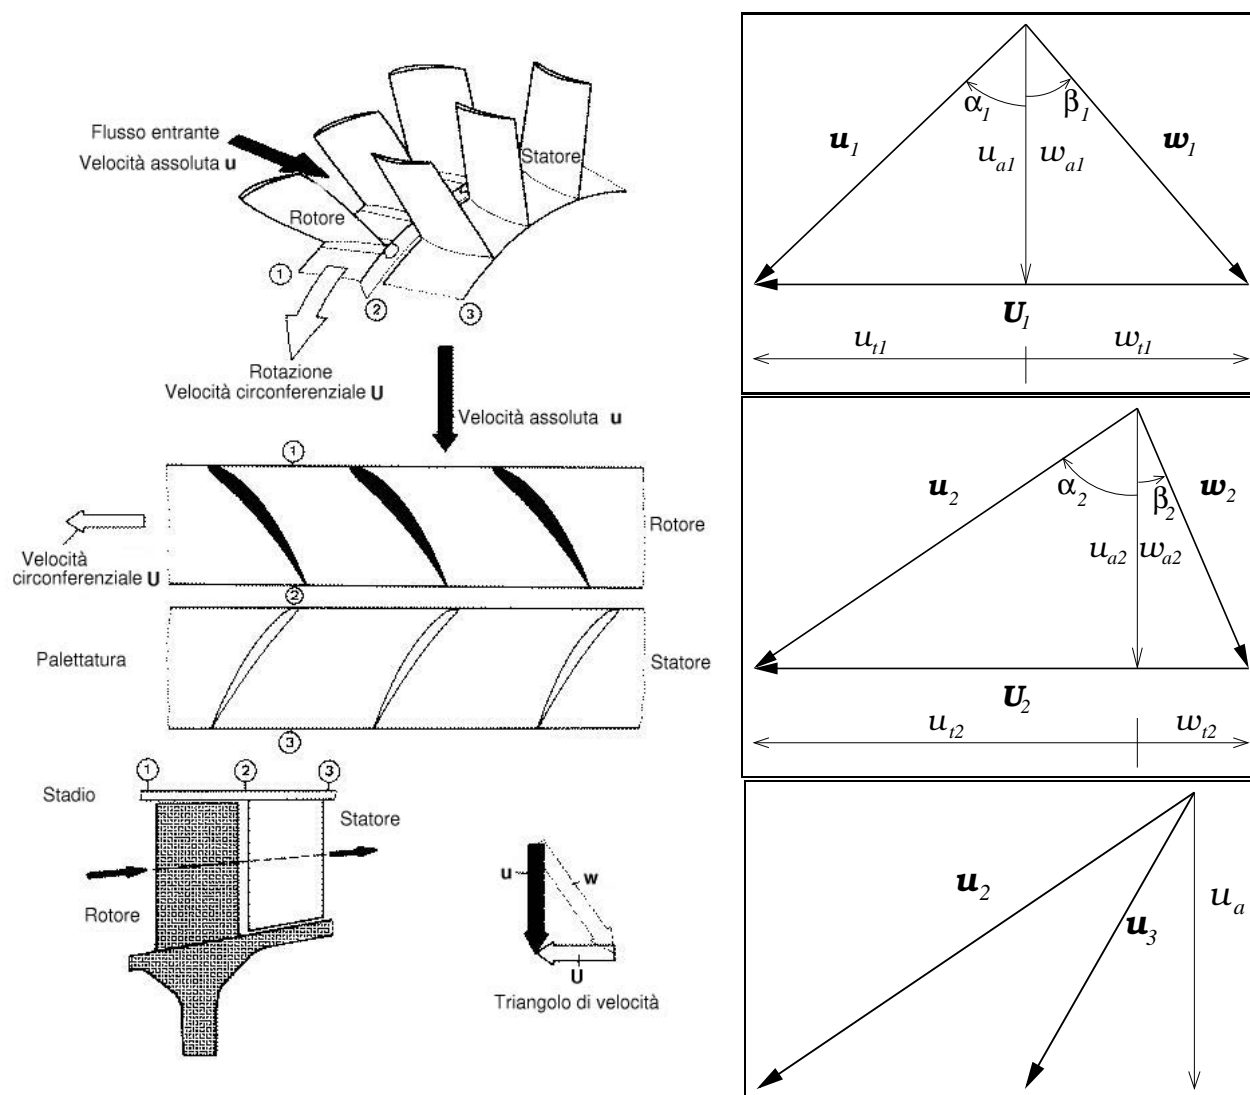 Flusso entrante
Velocità assoluta u
Statore
Rotore
1
2
3
Rotazione
Velocità circonferenziale U
Velocità assoluta u
1
Rotore
Velocità
circonferenziale U
2
Palettatura
Statore
3
1
2
3
Stadio
Statore
Rotore
u
w
U
Triangolo di velocità
α1
β1
u1
w1
ua1
wa1
U1
ut1
wt1
α2
β2
u2
w2
ua2
wa2
U2
ut2
wt2
u2
u3
ua